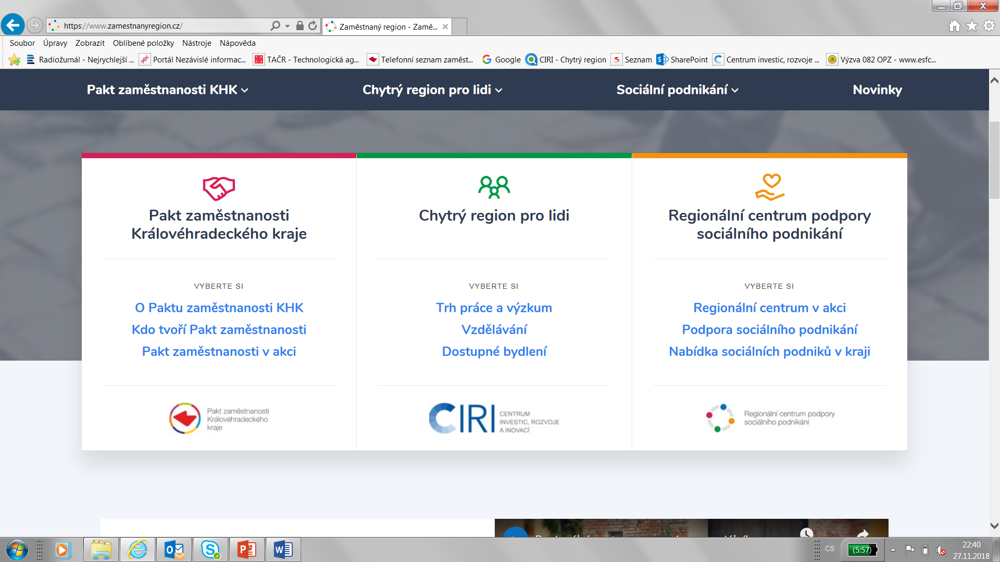 https://www.zamestnanyregion.cz/
Zaměstnaný region - Zamě...
Soubor Úpravy Zobrazit Oblíbené položky Nástroje Nápověda
Radiožurnál - Nejrychlejší ... Portál Nezávislé informac... TAČR - Technologická ag... Telefonní seznam zaměst... Google CIRI - Chytrý region Seznam SharePoint Centrum investic, rozvoje ... Výzva 082 OPZ - www.esfc...
Pakt zaměstnanosti KHK Chytrý region pro lidi Sociální podnikání Novinky
Pakt zaměstnanosti
Královéhradeckého kraje
VYBERTE SI
O Paktu zaměstnanosti KHK
Kdo tvoří Pakt zaměstnanosti
Pakt zaměstnanosti v akci
Pakt zaměstnanosti
Královéhradeckého
kraje
Chytrý region pro lidi
VYBERTE SI
Trh práce a výzkum
Vzdělávání
Dostupné bydlení
CIRI
CENTRUM
INVESTIC, ROZVOJE
A INOVACÍ
Regionální centrum podpory
sociálního podnikání
VYBERTE SI
Regionální centrum v akci
Podpora sociálního podnikání
Nabídka sociálních podniků v kraji
Regionální centrum podpory
sociálního podnikání
CS
(5:57)
22:40
27.11.2018